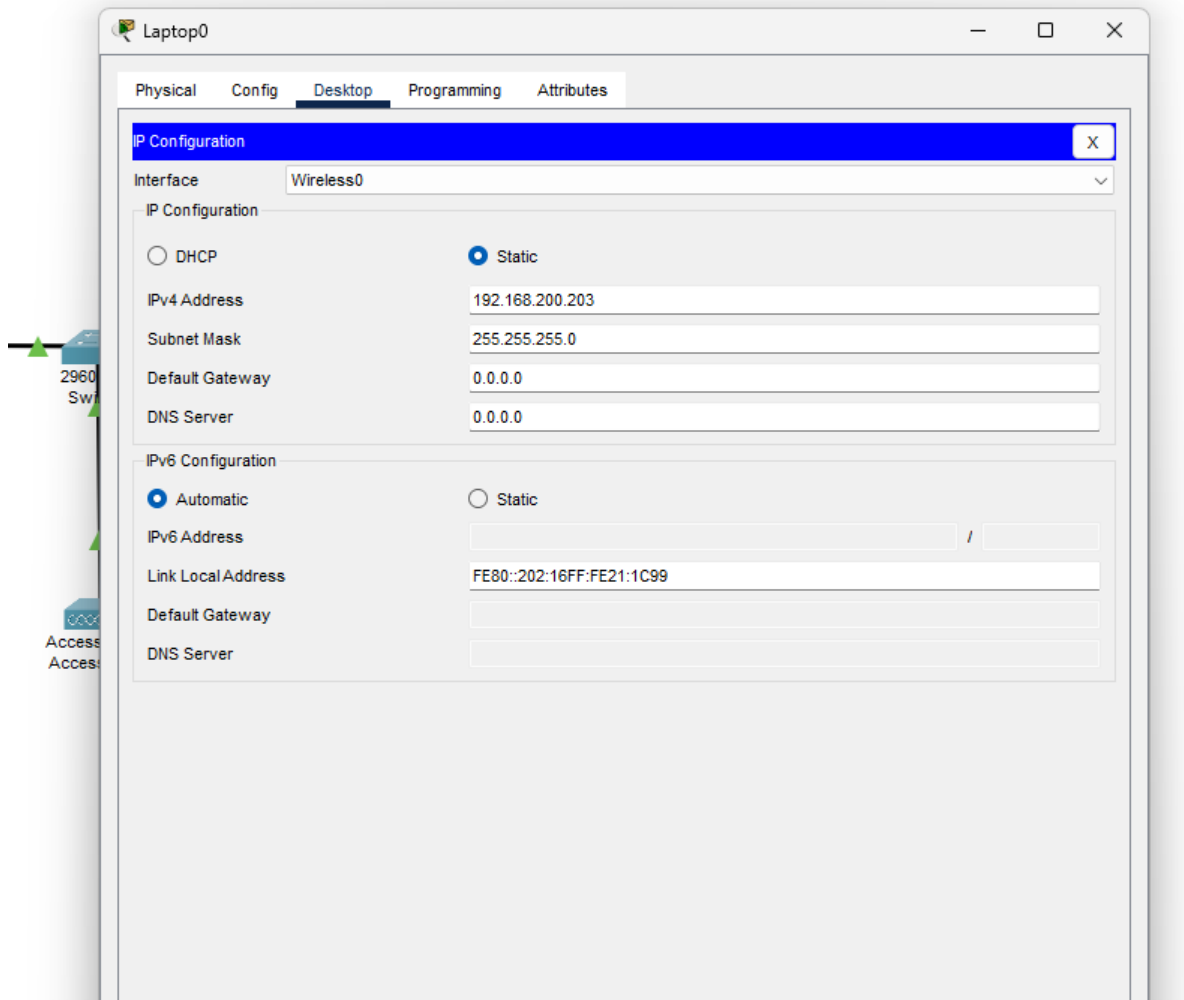 Laptop0
Physical Config Desktop Programming Attributes
IP Configuration X
Interface Wireless0
IP Configuration
DHCP Static
IPv4 Address 192.168.200.203
Subnet Mask 255.255.255.0
Default Gateway 0.0.0.0
DNS Server 0.0.0.0
IPv6 Configuration
Automatic Static
IPv6 Address /
Link Local Address FE80::202:16FF:FE21:1C99
Default Gateway
DNS Server
2960
Swi
Access
Access